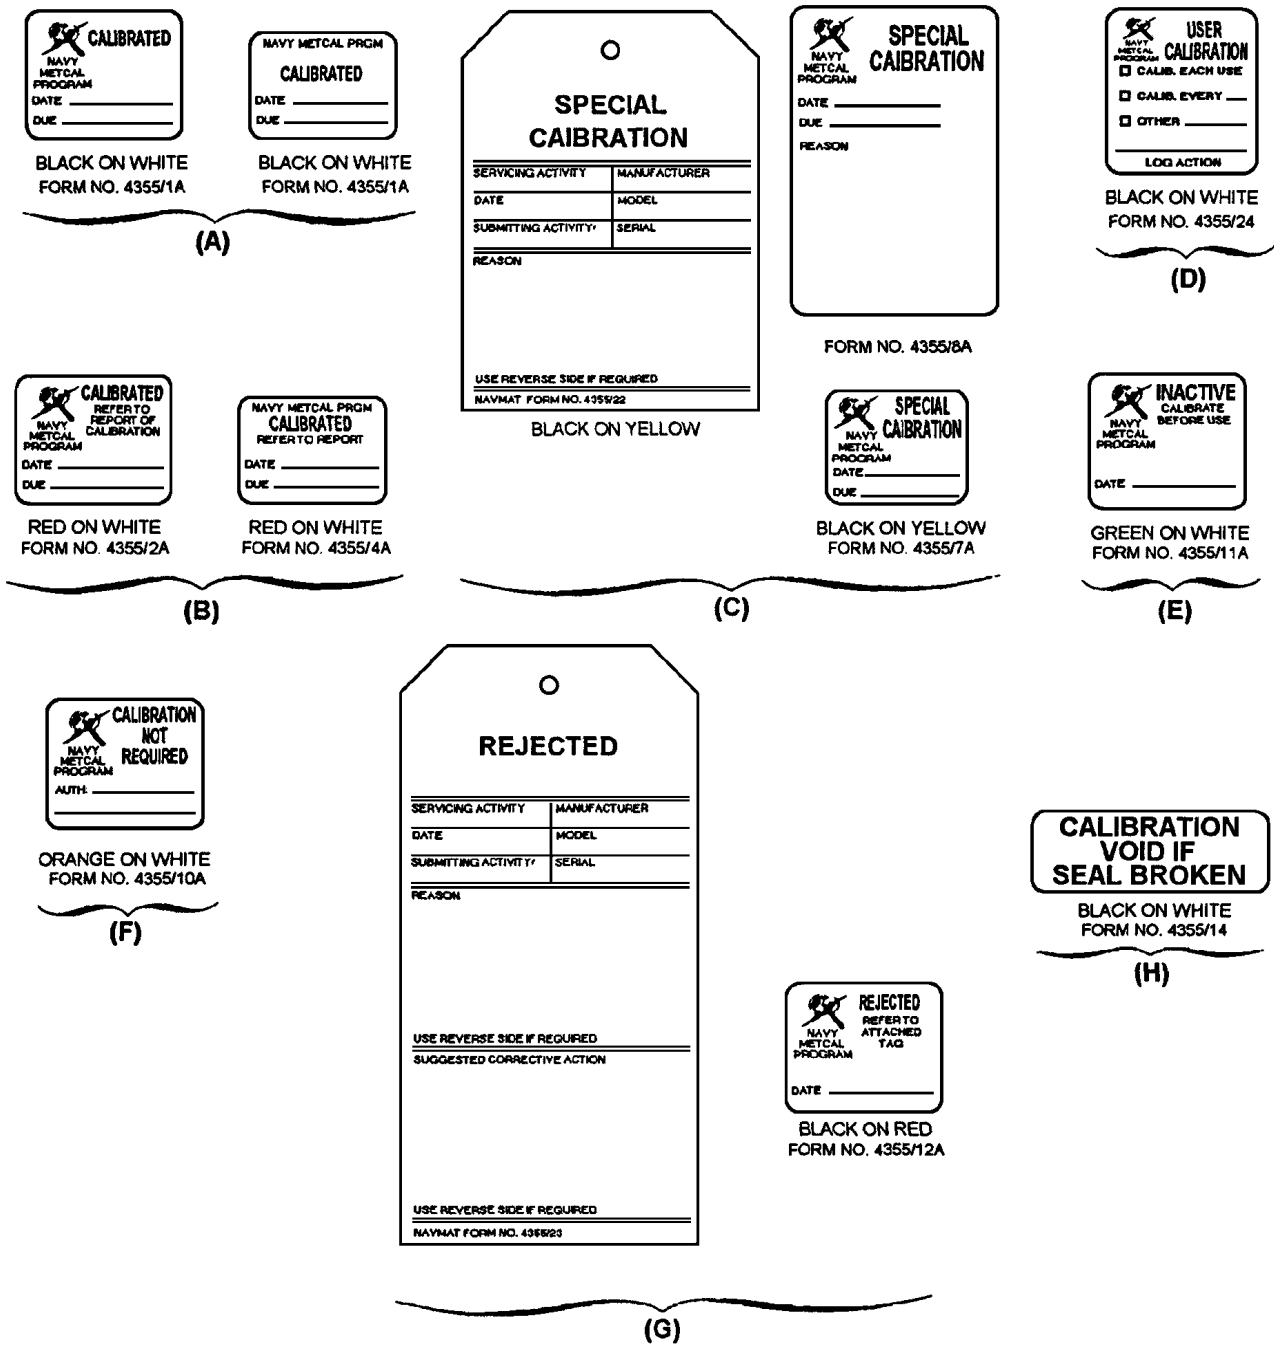 CALIBRATED
NAVY
METCAL
PROGRAM
DATE
DUE
BLACK ON WHITE
FORM NO. 4355/1A
NAVY METCAL PRGM
CALIBRATED
DATE
DUE
BLACK ON WHITE
FORM NO. 4355/1A
(A)
CALIBRATED
REFER TO
REPORT OF
CALIBRATION
NAVY
METCAL
PROGRAM
DATE
DUE
RED ON WHITE
FORM NO. 4355/2A
NAVY METCAL PRGM
CALIBRATED
REFER TO REPORT
DATE
DUE
RED ON WHITE
FORM NO. 4355/4A
(B)
SPECIAL
CAIBRATION
SERVICING ACTIVITY
MANUFACTURER
DATE
MODEL
SUBMITTING ACTIVITY/
SERIAL
REASON
USE REVERSE SIDE IF REQUIRED
NAVMAT FORM NO. 4355/22
BLACK ON YELLOW
SPECIAL
CAIBRATION
NAVY
METCAL
PROGRAM
DATE
DUE
REASON
FORM NO. 4355/8A
SPECIAL
CAIBRATION
NAVY
METCAL
PROGRAM
DATE
DUE
BLACK ON YELLOW
FORM NO. 4355/7A
(C)
USER
CALIBRATION
NAVY
METCAL
PROGRAM
CALIB. EACH USE
CALIB. EVERY
OTHER
LOG ACTION
BLACK ON WHITE
FORM NO. 4355/24
(D)
INACTIVE
CALIBRATE
BEFORE USE
NAVY
METCAL
PROGRAM
DATE
GREEN ON WHITE
FORM NO. 4355/11A
(E)
CALIBRATION
NOT
REQUIRED
NAVY
METCAL
PROGRAM
AUTH:
ORANGE ON WHITE
FORM NO. 4355/10A
(F)
REJECTED
SERVICING ACTIVITY
MANUFACTURER
DATE
MODEL
SUBMITTING ACTIVITY/
SERIAL
REASON
USE REVERSE SIDE IF REQUIRED
SUGGESTED CORRECTIVE ACTION
USE REVERSE SIDE IF REQUIRED
NAVMAT FORM NO. 4355/23
REJECTED
REFER TO
ATTACHED
TAG
NAVY
METCAL
PROGRAM
DATE
BLACK ON RED
FORM NO. 4355/12A
(G)
CALIBRATION
VOID IF
SEAL BROKEN
BLACK ON WHITE
FORM NO. 4355/14
(H)